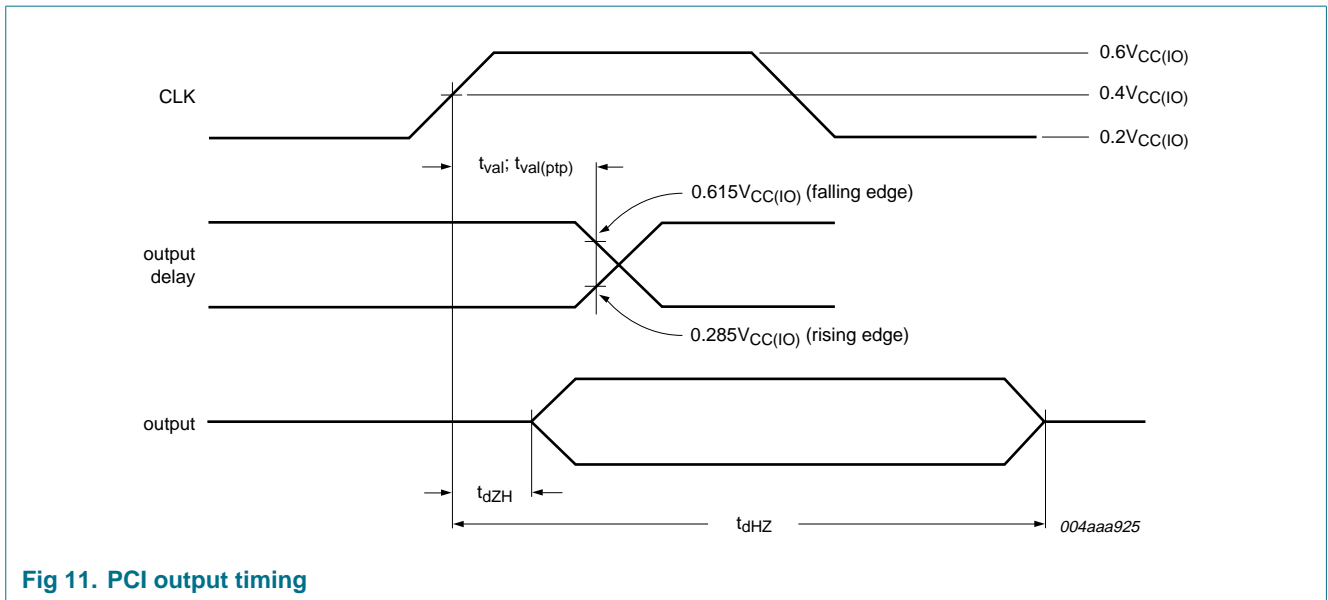 0.6VCC(IO)
CLK
0.4VCC(IO)
0.2VCC(IO)
tval; tval(ptp)
0.615VCC(IO) (falling edge)
output
delay
0.285VCC(IO) (rising edge)
output
tdZH
tdHZ
004aaa925
Fig 11. PCI output timing